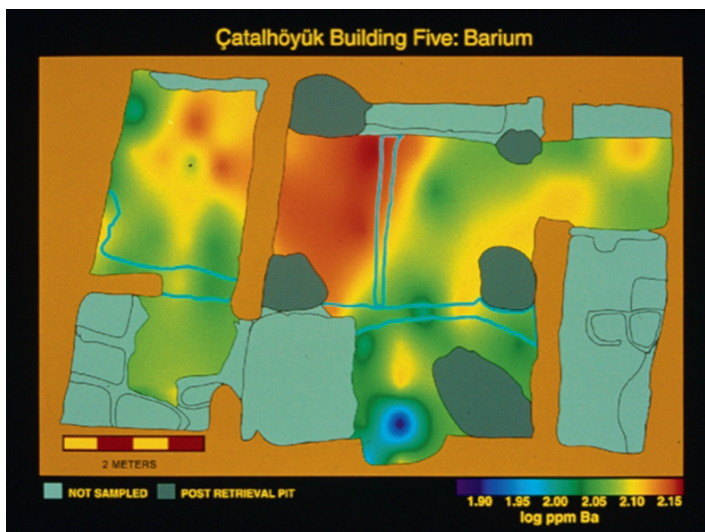 Çatalhöyük Building Five: Barium
2 METERS
NOT SAMPLED
POST RETRIEVAL PIT
1.90 1.95 2.00 2.05 2.10 2.15
log ppm Ba